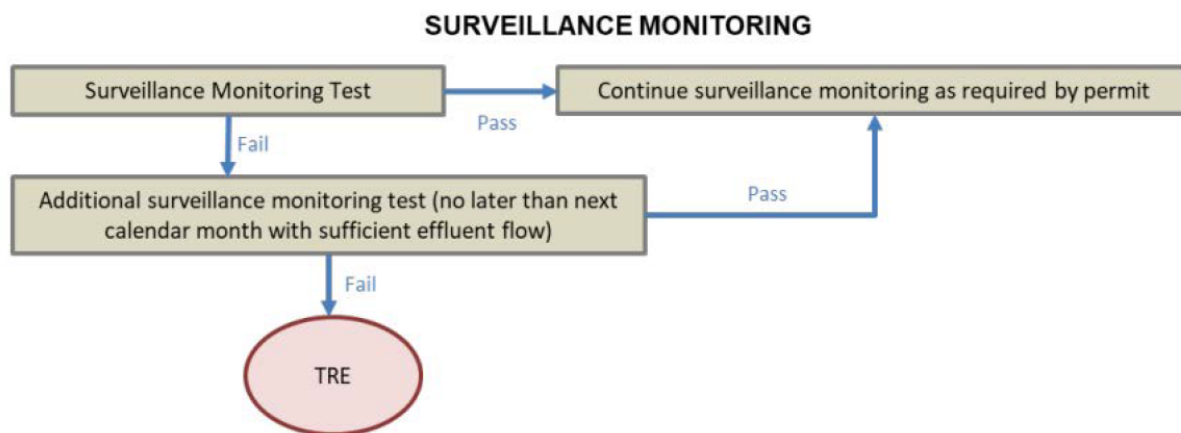 SURVEILLANCE MONITORING
Surveillance Monitoring Test
Pass
Continue surveillance monitoring as required by permit
Fail
Additional surveillance monitoring test (no later than next
calendar month with sufficient effluent flow)
Pass
Fail
TRE